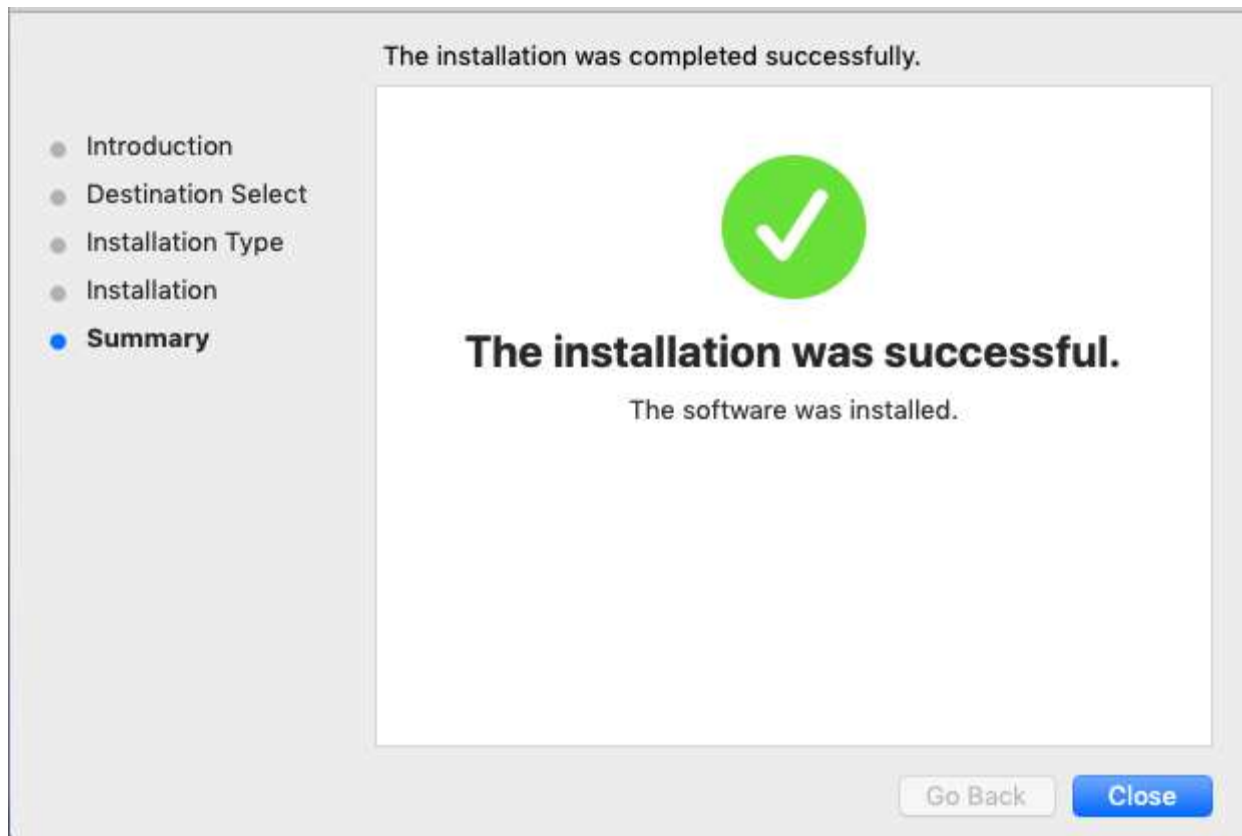 The installation was completed successfully.
Introduction
Destination Select
Installation Type
Installation
Summary
The installation was successful.
The software was installed.
Go Back
Close